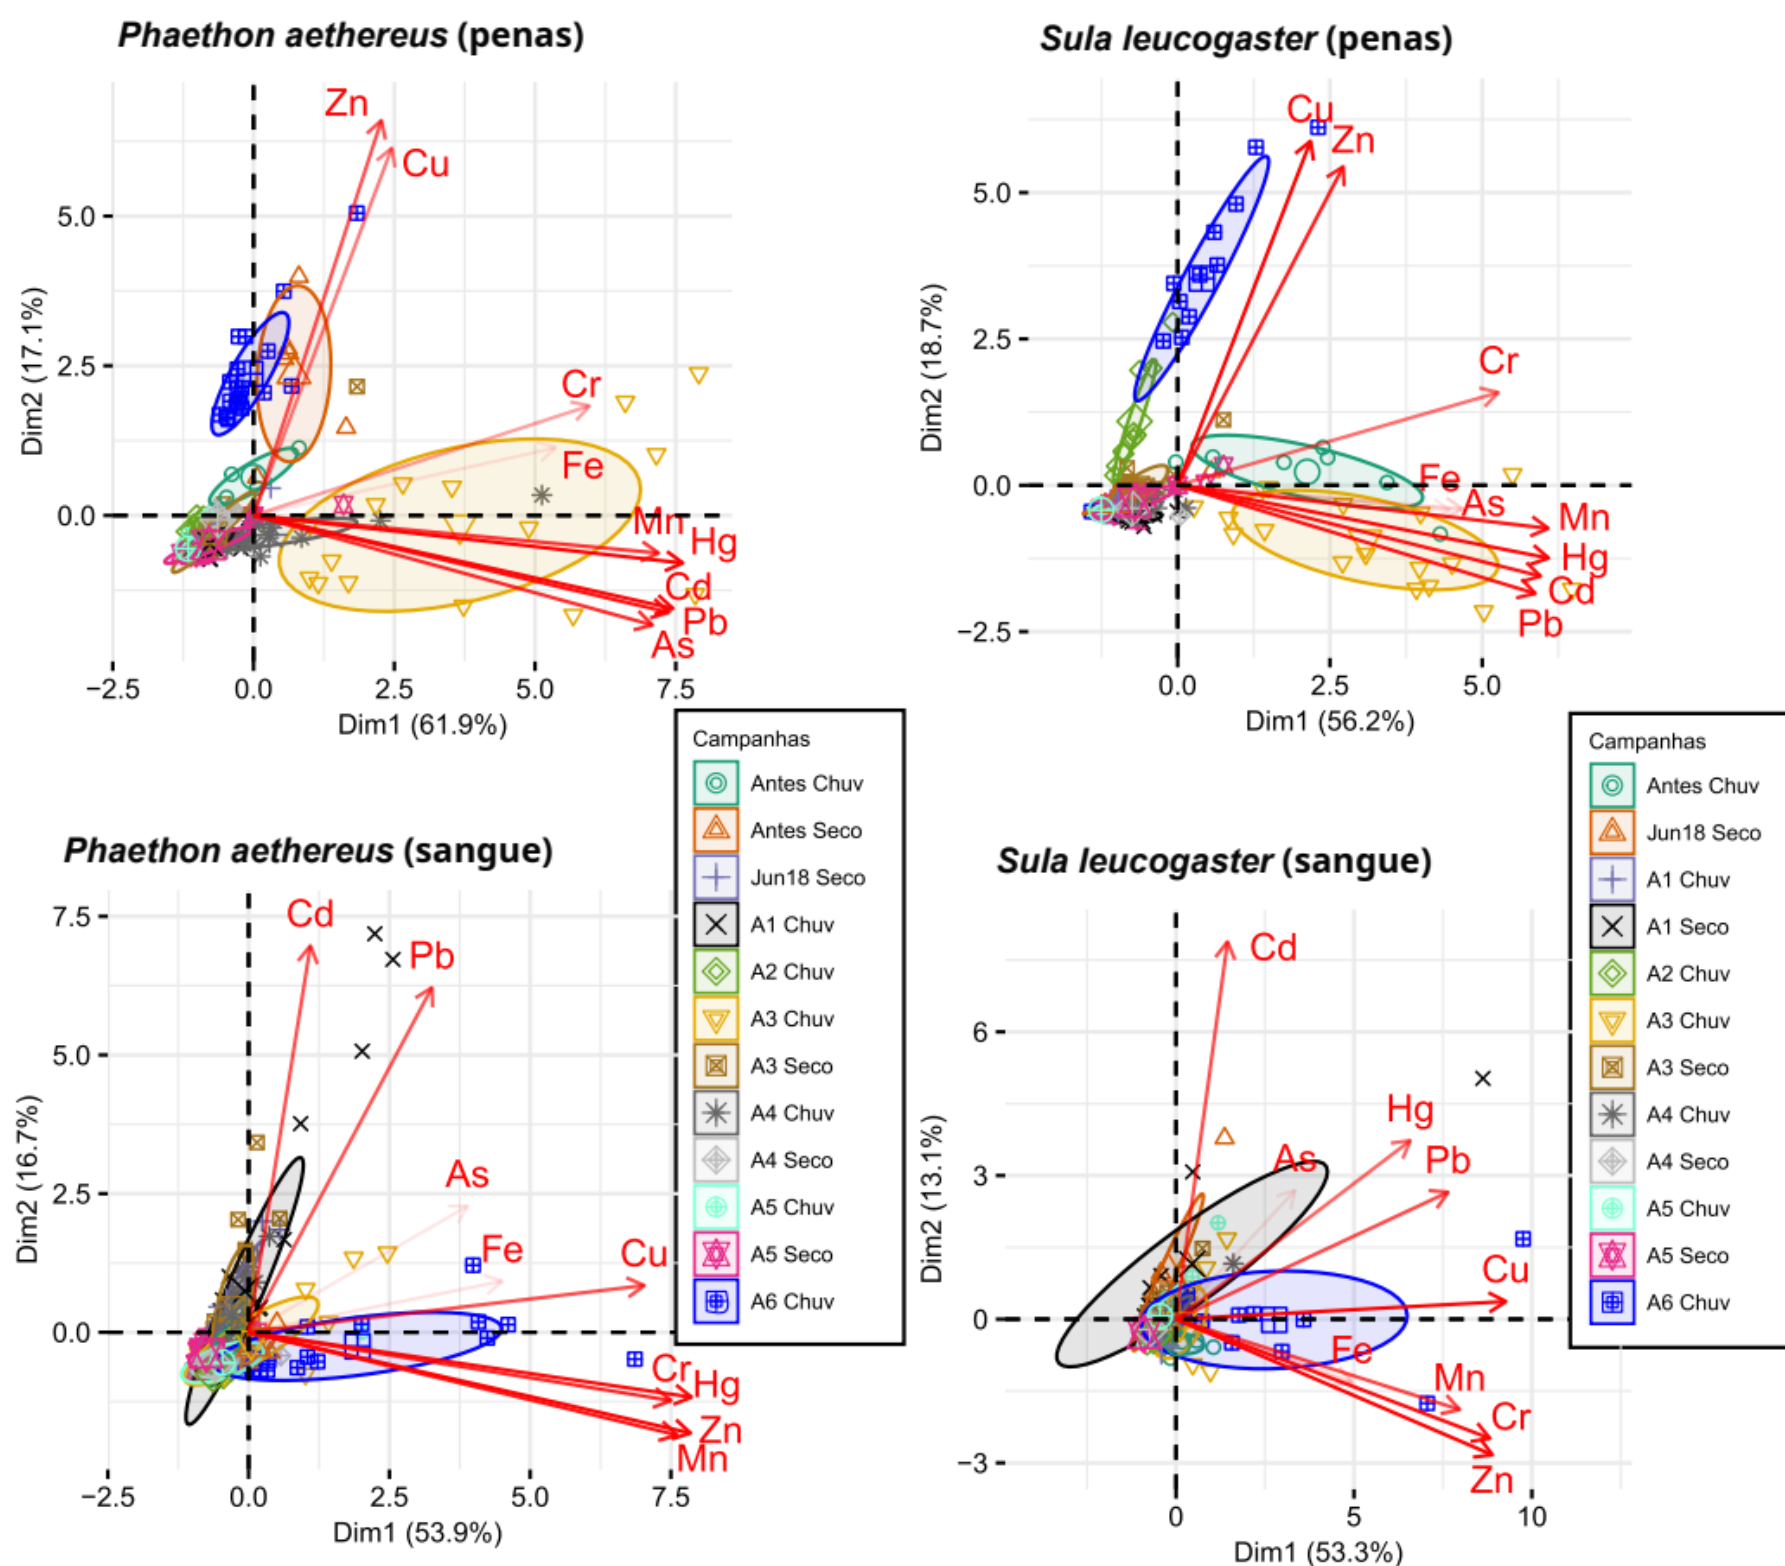 Phaethon aethereus (penas)
Zn
Cu
Cr
Fe
Mn
Hg
Cd
Pb
As
5.0
2.5
0.0
Dim2 (17.1%)
−2.5
0.0
2.5
5.0
7.5
Dim1 (61.9%)
Sula leucogaster (penas)
Cu
Zn
Cr
Fe
As
Mn
Hg
Cd
Pb
5.0
2.5
0.0
−2.5
Dim2 (18.7%)
0.0
2.5
5.0
Dim1 (56.2%)
Campanhas
Antes Chuv
Antes Seco
Jun18 Seco
A1 Chuv
A2 Chuv
A3 Chuv
A3 Seco
A4 Chuv
A4 Seco
A5 Chuv
A5 Seco
A6 Chuv
Campanhas
Antes Chuv
Jun18 Seco
A1 Chuv
A1 Seco
A2 Chuv
A3 Chuv
A3 Seco
A4 Chuv
A4 Seco
A5 Chuv
A5 Seco
A6 Chuv
Phaethon aethereus (sangue)
Cd
Pb
As
Fe
Cu
Cr
Hg
Zn
Mn
7.5
5.0
2.5
0.0
Dim2 (16.7%)
−2.5
0.0
2.5
5.0
7.5
Dim1 (53.9%)
Sula leucogaster (sangue)
Cd
Hg
As
Pb
Cu
Fe
Mn
Cr
Zn
6
3
0
−3
Dim2 (13.1%)
0
5
10
Dim1 (53.3%)